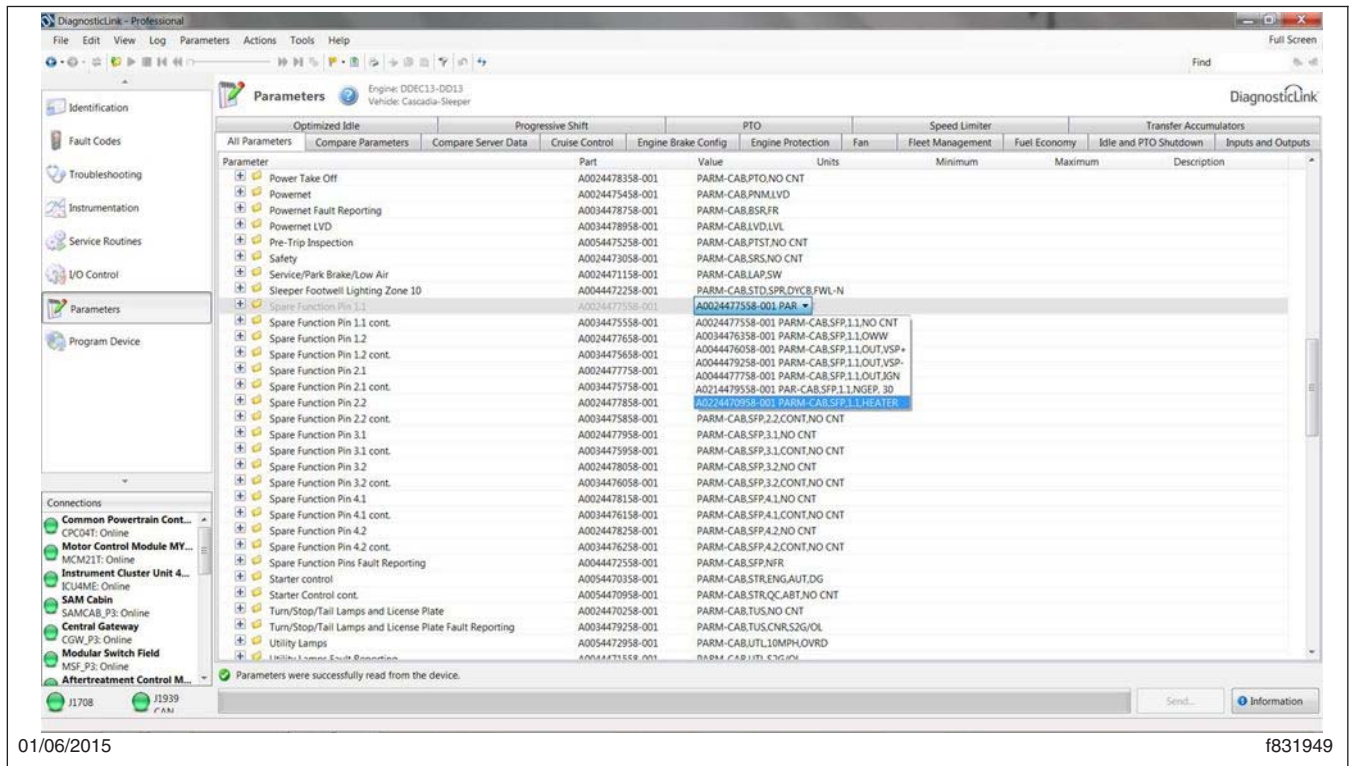 DiagnosticLink - Professional
File Edit View Log Parameters Actions Tools Help Full Screen
Find
Parameters Engine: DDEC13-DD13
Vehicle: Cascadia-Sleeper
DiagnosticLink
Identification
Fault Codes
Troubleshooting
Instrumentation
Service Routines
I/O Control
Parameters
Program Device
Optimized Idle Progressive Shift PTO Speed Limiter Transfer Accumulators
All Parameters Compare Parameters Compare Server Data Cruise Control Engine Brake Config Engine Protection Fan Fleet Management Fuel Economy Idle and PTO Shutdown Inputs and Outputs
Parameter Part Value Units Minimum Maximum Description
Power Take Off A0024478358-001 PARM-CAB,PTO,NO CNT
Powernet A0024475458-001 PARM-CAB,PNM,LVD
Powernet Fault Reporting A0034478758-001 PARM-CAB,BSR,FR
Powernet LVD A0034478958-001 PARM-CAB,LVD,LVL
Pre-Trip Inspection A0054475258-001 PARM-CAB,PTST,NO CNT
Safety A0024473058-001 PARM-CAB,SRS,NO CNT
Service/Park Brake/Low Air A0024471158-001 PARM-CAB,LAP,SW
Sleeper Footwell Lighting Zone 10 A0044472258-001 PARM-CAB,STD,SPR,DYCB,FWL-N
Spare Function Pin 1.1 A0024477558-001 A0024477558-001 PAR
Spare Function Pin 1.1 cont. A0034475558-001 A0024477558-001 PARM-CAB,SFP,1.1,NO CNT
Spare Function Pin 1.2 A0024477658-001 A0034476358-001 PARM-CAB,SFP,1.1,OWW
Spare Function Pin 1.2 cont. A0034475658-001 A0044476058-001 PARM-CAB,SFP,1.1,OUT,VSP+
A0044479258-001 PARM-CAB,SFP,1.1,OUT,VSP-
Spare Function Pin 2.1 A0024477758-001 A0044477758-001 PARM-CAB,SFP,1.1,OUT,IGN
Spare Function Pin 2.1 cont. A0034475758-001 A0214479558-001 PAR-CAB,SFP,1.1,NGEP, 30
Spare Function Pin 2.2 A0024477858-001 A0224470958-001 PARM-CAB,SFP,1.1,HEATER
Spare Function Pin 2.2 cont. A0034475858-001 PARM-CAB,SFP,2.2,CONT,NO CNT
Spare Function Pin 3.1 A0024477958-001 PARM-CAB,SFP,3.1,NO CNT
Spare Function Pin 3.1 cont. A0034475958-001 PARM-CAB,SFP,3.1,CONT,NO CNT
Spare Function Pin 3.2 A0024478058-001 PARM-CAB,SFP,3.2,NO CNT
Spare Function Pin 3.2 cont. A0034476058-001 PARM-CAB,SFP,3.2,CONT,NO CNT
Spare Function Pin 4.1 A0024478158-001 PARM-CAB,SFP,4.1,NO CNT
Spare Function Pin 4.1 cont. A0034476158-001 PARM-CAB,SFP,4.1,CONT,NO CNT
Spare Function Pin 4.2 A0024478258-001 PARM-CAB,SFP,4.2,NO CNT
Spare Function Pin 4.2 cont. A0034476258-001 PARM-CAB,SFP,4.2,CONT,NO CNT
Spare Function Pins Fault Reporting A0044472558-001 PARM-CAB,SFP,NFR
Starter control A0054470358-001 PARM-CAB,STR,ENG,AUT,DG
Starter Control cont. A0054470958-001 PARM-CAB,STR,QC,ABT,NO CNT
Turn/Stop/Tail Lamps and License Plate A0024470258-001 PARM-CAB,TUS,NO CNT
Turn/Stop/Tail Lamps and License Plate Fault Reporting A0034479258-001 PARM-CAB,TUS,CNR,S2G/OL
Utility Lamps A0054472958-001 PARM-CAB,UTL,10MPH,OVRD
Utility Lamps Fault Reporting A0044471558-001 PARM-CAB,UTL,S2G/OL
Connections
Common Powertrain Cont...
CPC04T: Online
Motor Control Module MY...
MCM21T: Online
Instrument Cluster Unit 4...
ICU4ME: Online
SAM Cabin
SAMCAB_P3: Online
Central Gateway
CGW_P3: Online
Modular Switch Field
MSF_P3: Online
Aftertreatment Control M...
J1708 J1939
CAN
Parameters were successfully read from the device.
Send... Information
01/06/2015 f831949